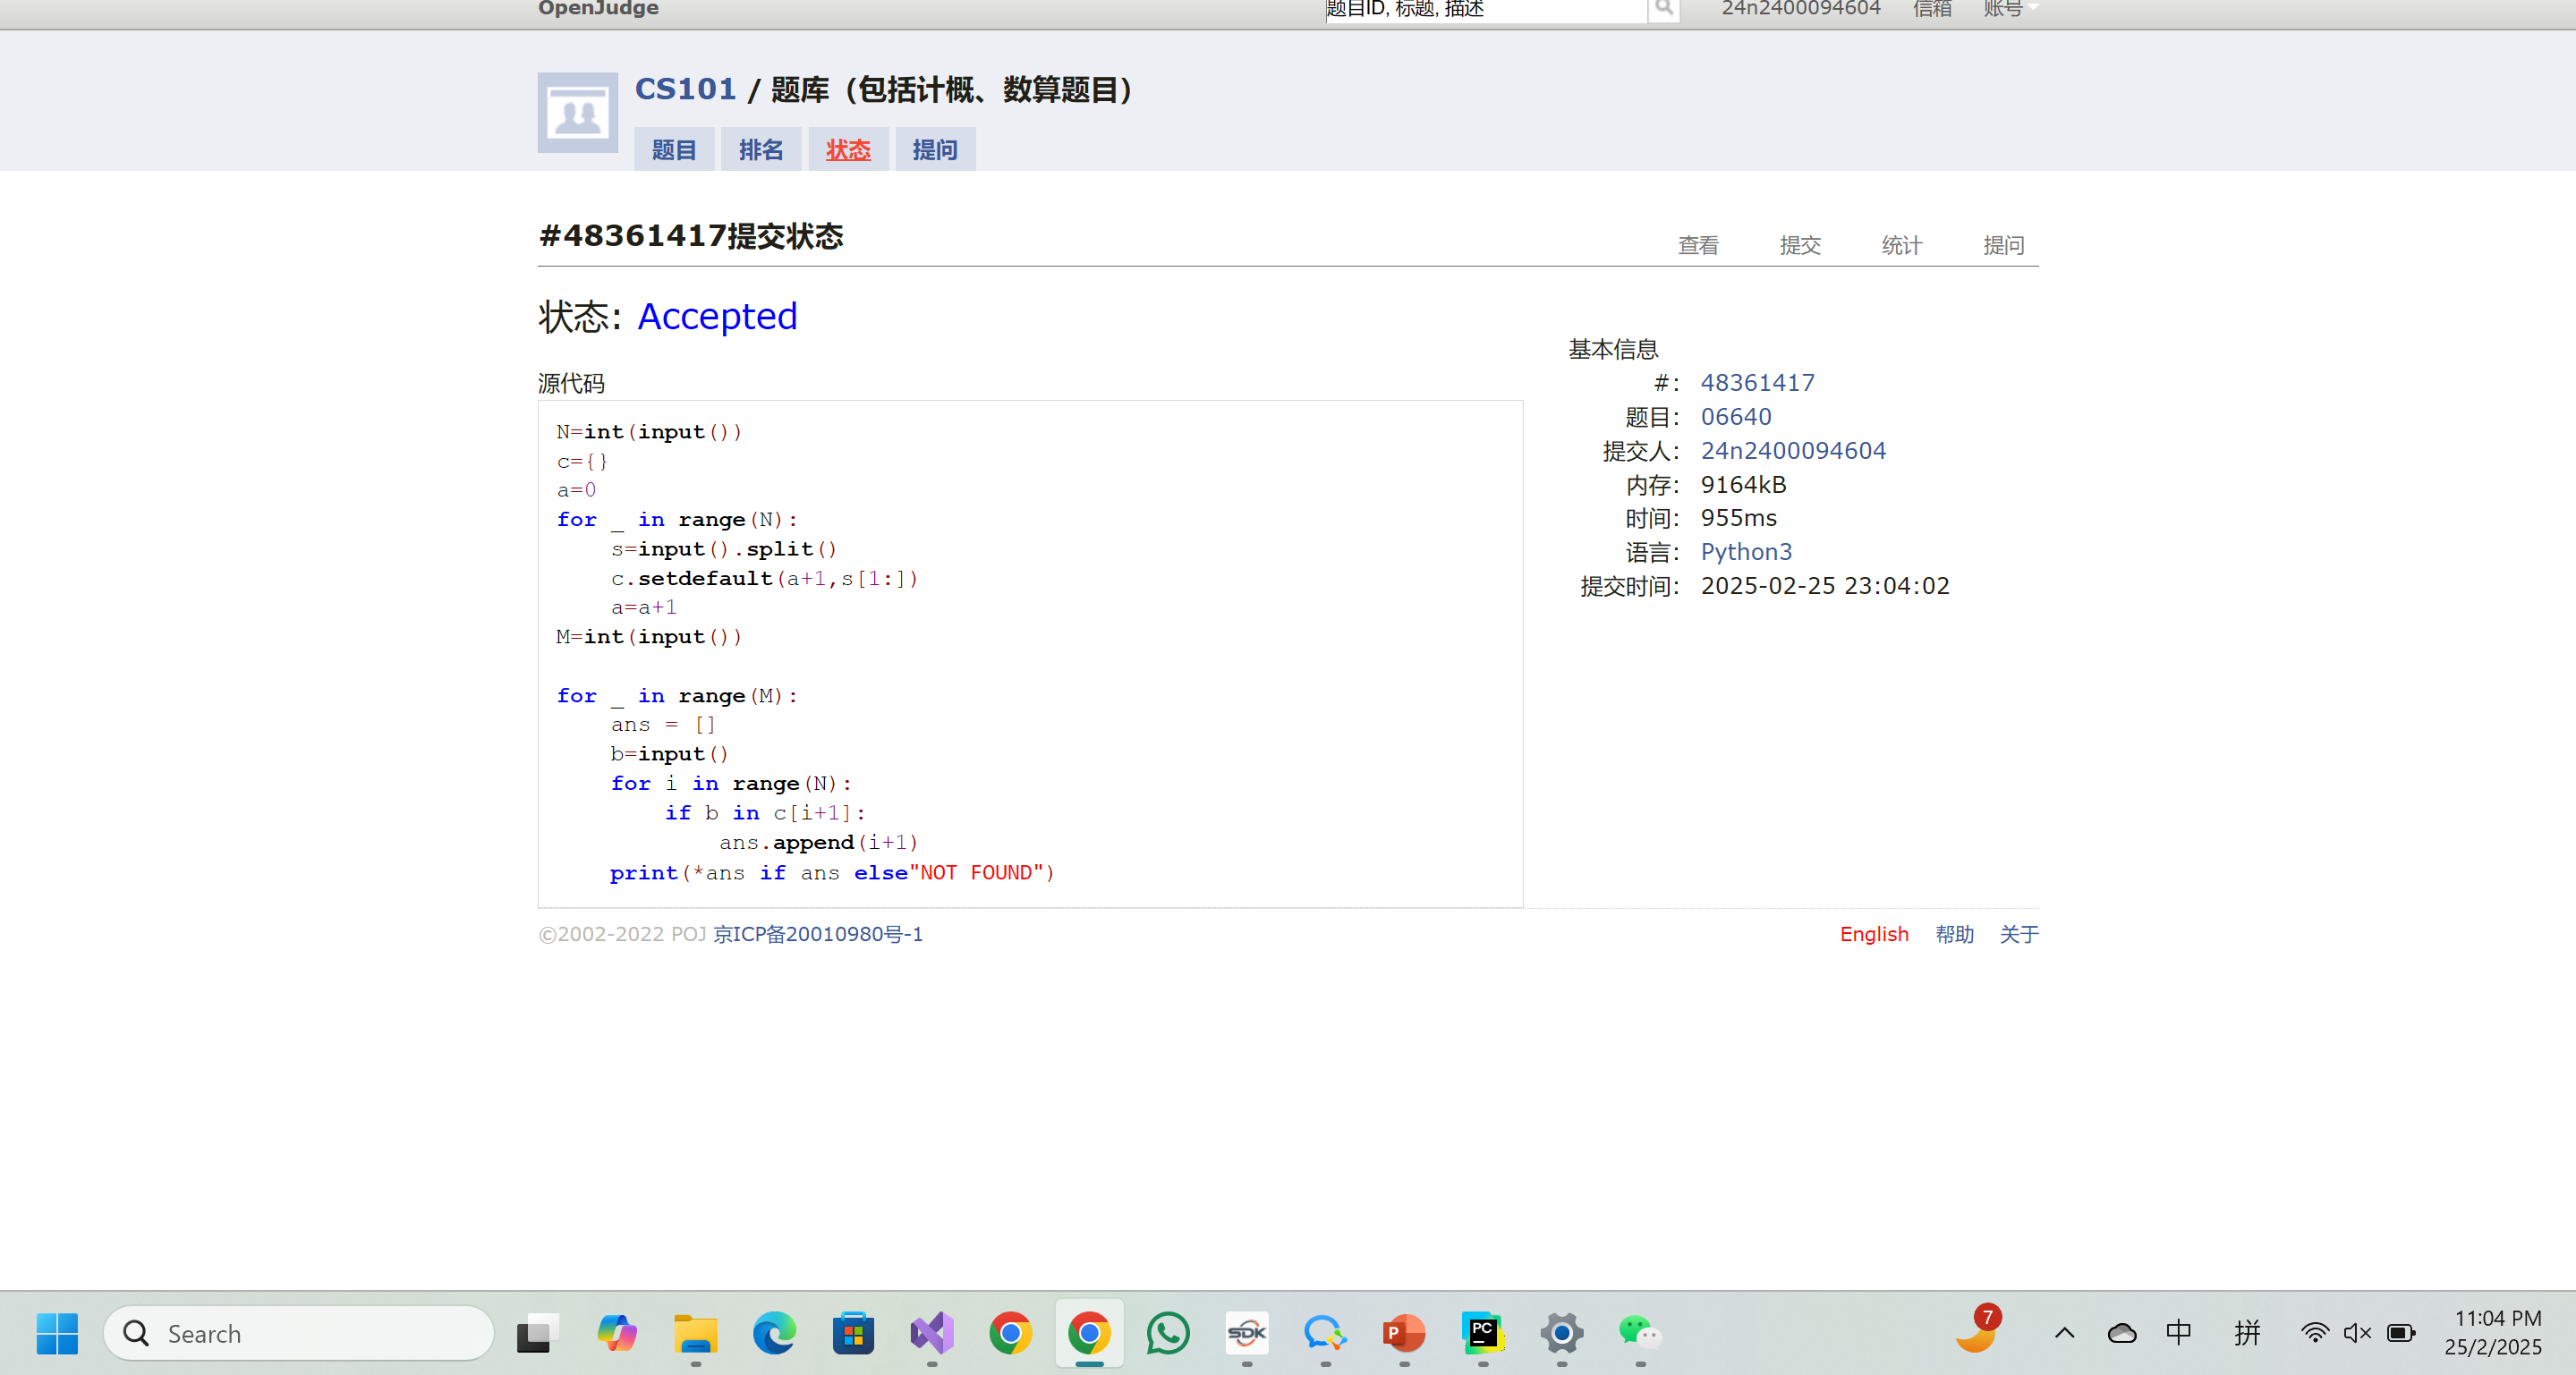 OpenJudge
题目ID, 标题, 描述
24n2400094604 信箱 账号
CS101 / 题库（包括计概、数算题目）
题目 排名 状态 提问
#48361417提交状态
查看 提交 统计 提问
状态: Accepted
基本信息
#: 48361417
题目: 06640
提交人: 24n2400094604
内存: 9164kB
时间: 955ms
语言: Python3
提交时间: 2025-02-25 23:04:02
源代码
N=int(input())
c={}
a=0
for _ in range(N):
    s=input().split()
    c.setdefault(a+1,s[1:])
    a=a+1
M=int(input())
for _ in range(M):
    ans = []
    b=input()
    for i in range(N):
        if b in c[i+1]:
            ans.append(i+1)
    print(*ans if ans else"NOT FOUND")
©2002-2022 POJ 京ICP备20010980号-1
English 帮助 关于
Search
SDK
P
PC
7
中
拼
11:04 PM
25/2/2025